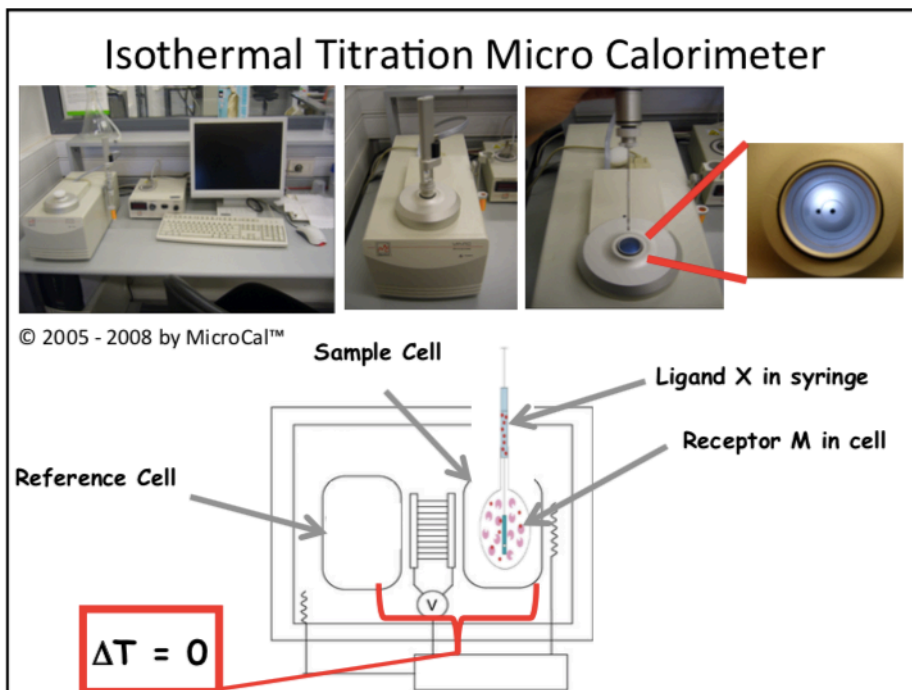 Isothermal Titration Micro Calorimeter
© 2005 - 2008 by MicroCal™
Sample Cell
Ligand X in syringe
Receptor M in cell
Reference Cell
V
ΔT = 0